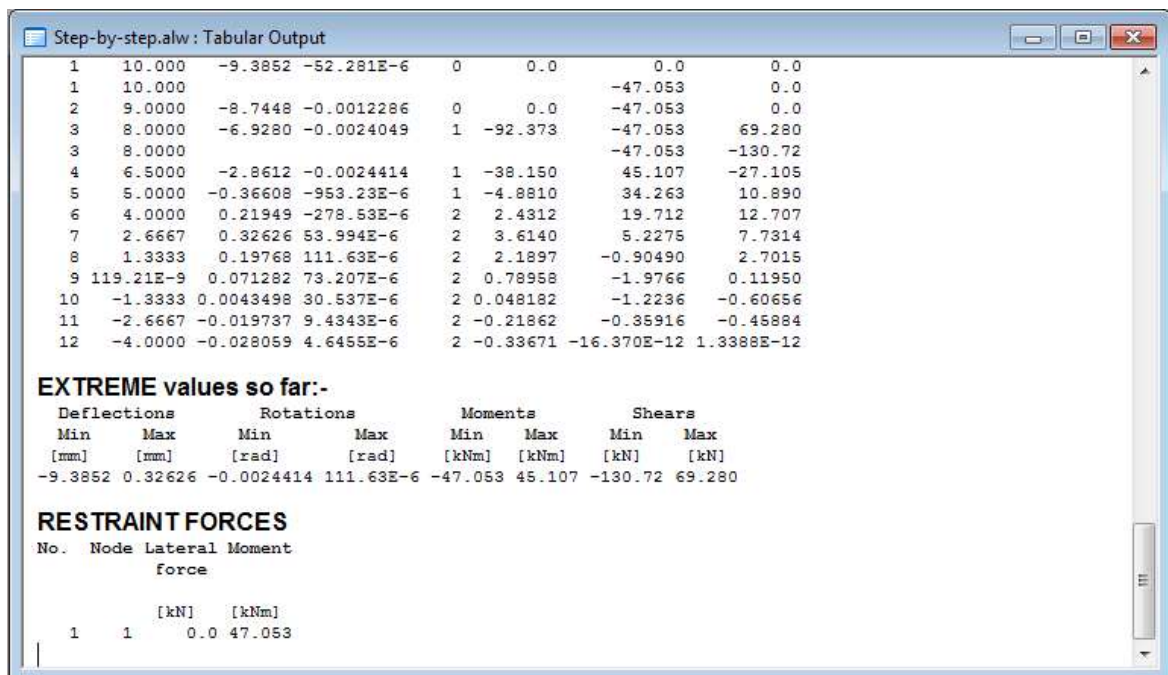 Step-by-step.alw : Tabular Output
1 10.000 -9.3852 -52.281E-6 0 0.0 0.0 0.0
1 10.000 -47.053 0.0
2 9.0000 -8.7448 -0.0012286 0 0.0 -47.053 0.0
3 8.0000 -6.9280 -0.0024049 1 -92.373 -47.053 69.280
3 8.0000 -47.053 -130.72
4 6.5000 -2.8612 -0.0024414 1 -38.150 45.107 -27.105
5 5.0000 -0.36608 -953.23E-6 1 -4.8810 34.263 10.890
6 4.0000 0.21949 -278.53E-6 2 2.4312 19.712 12.707
7 2.6667 0.32626 53.994E-6 2 3.6140 5.2275 7.7314
8 1.3333 0.19768 111.63E-6 2 2.1897 -0.90490 2.7015
9 119.21E-9 0.071282 73.207E-6 2 0.78958 -1.9766 0.11950
10 -1.3333 0.0043498 30.537E-6 2 0.048182 -1.2236 -0.60656
11 -2.6667 -0.019737 9.4343E-6 2 -0.21862 -0.35916 -0.45884
12 -4.0000 -0.028059 4.6455E-6 2 -0.33671 -16.370E-12 1.3388E-12
EXTREME values so far:-
Deflections Rotations Moments Shears
Min Max Min Max Min Max Min Max
[mm] [mm] [rad] [rad] [kNm] [kNm] [kN] [kN]
-9.3852 0.32626 -0.0024414 111.63E-6 -47.053 45.107 -130.72 69.280
RESTRAINT FORCES
No. Node Lateral Moment
force
[kN] [kNm]
1 1 0.0 47.053